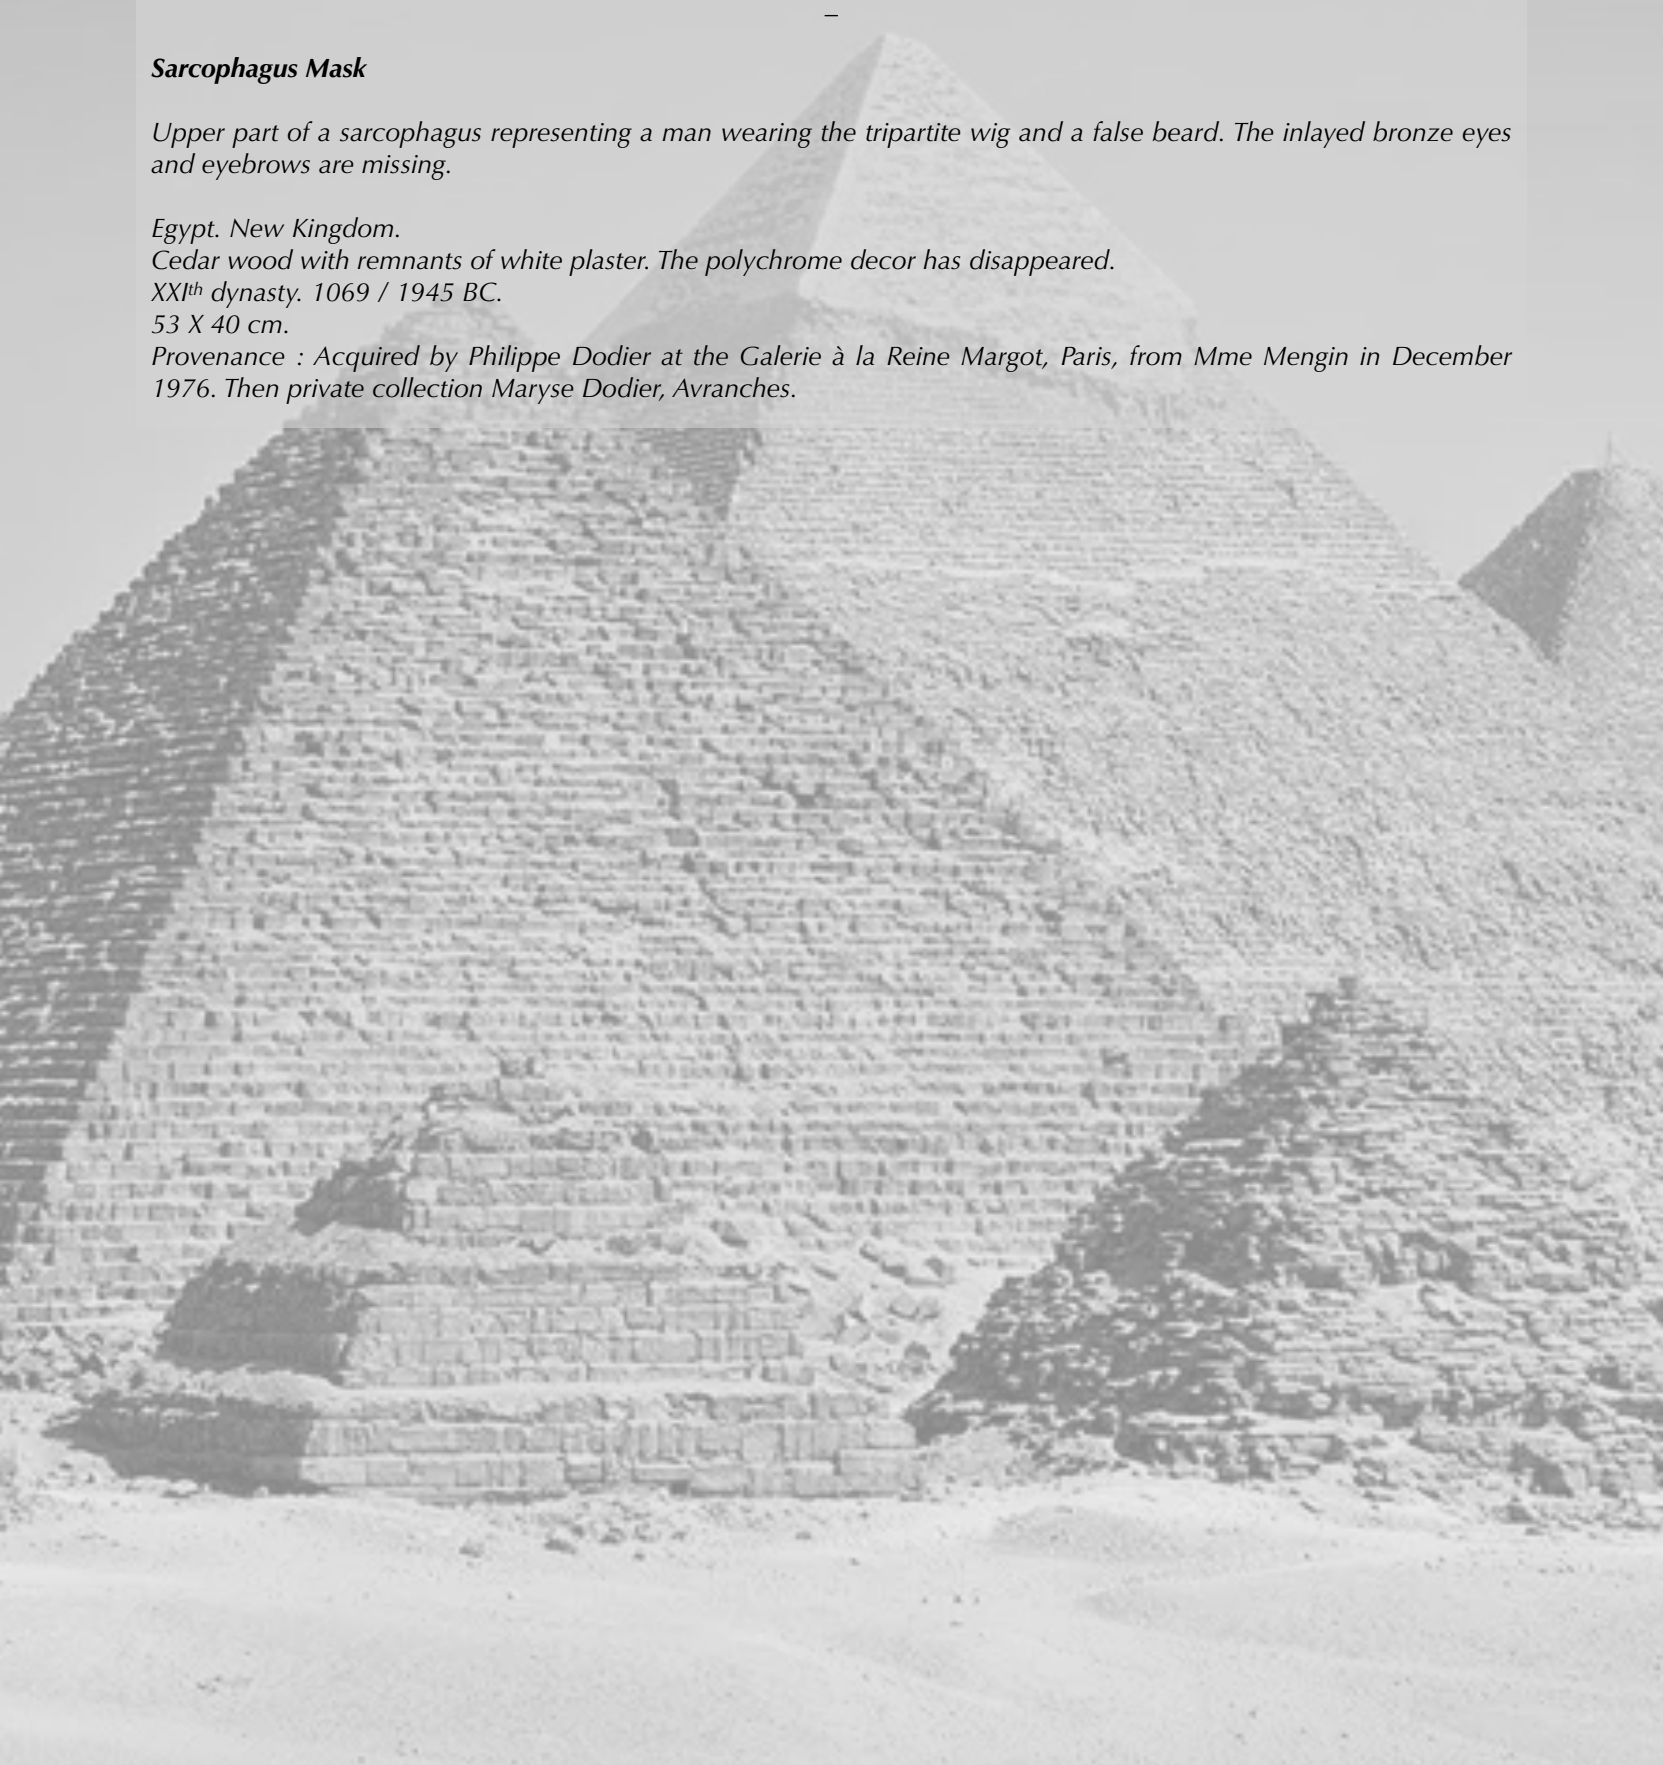 –
Sarcophagus Mask
Upper part of a sarcophagus representing a man wearing the tripartite wig and a false beard. The inlayed bronze eyes
and eyebrows are missing.
Egypt. New Kingdom.
Cedar wood with remnants of white plaster. The polychrome decor has disappeared.
XXIth dynasty. 1069 / 1945 BC.
53 X 40 cm.
Provenance : Acquired by Philippe Dodier at the Galerie à la Reine Margot, Paris, from Mme Mengin in December
1976. Then private collection Maryse Dodier, Avranches.